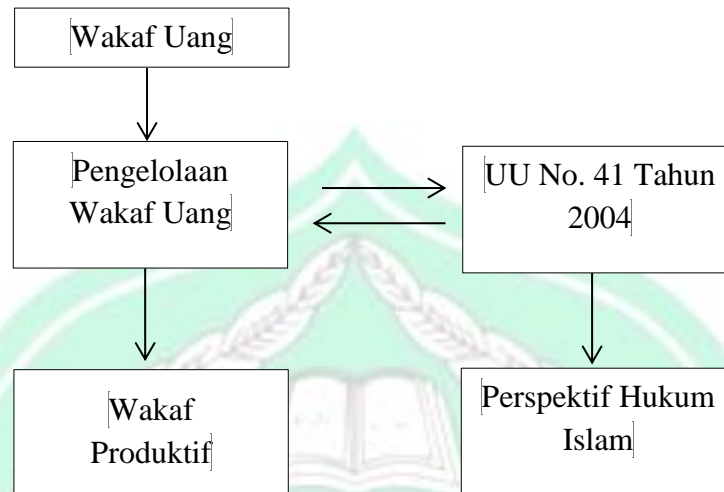 Wakaf Uang
Pengelolaan
Wakaf Uang
UU No. 41 Tahun
2004
Wakaf
Produktif
Perspektif Hukum
Islam